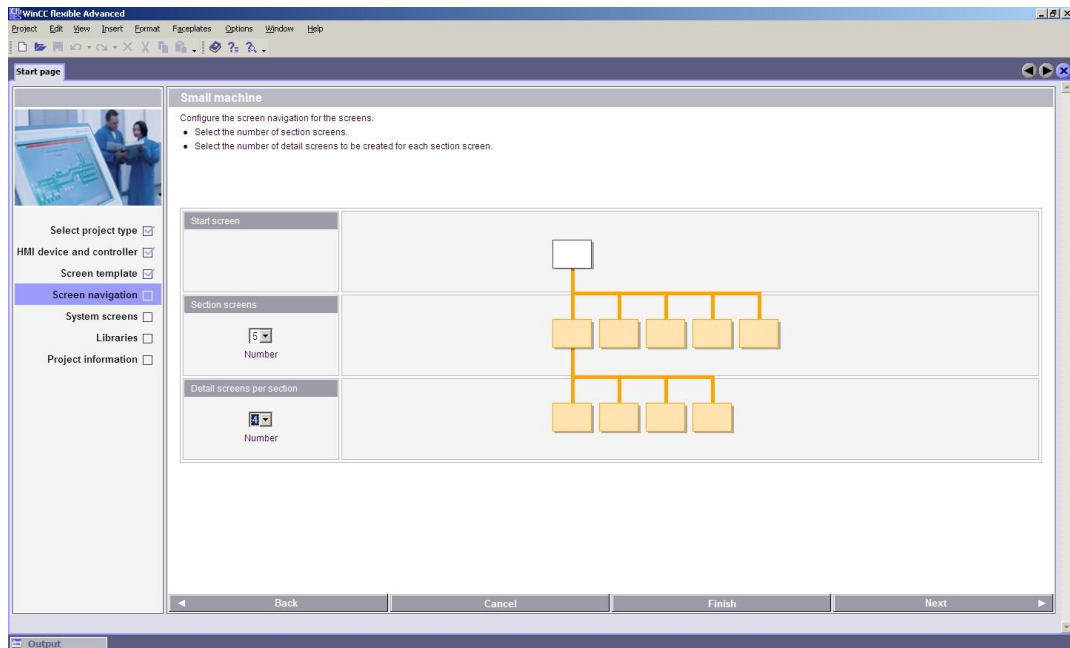 WinCC flexible Advanced
Project Edit View Insert Format Faceplates Options Window Help
Start page
Small machine
Configure the screen navigation for the screens.
• Select the number of section screens.
• Select the number of detail screens to be created for each section screen.
Select project type
HMI device and controller
Screen template
Screen navigation
System screens
Libraries
Project information
Start screen
Section screens
5
Number
Detail screens per section
4
Number
Back Cancel Finish Next
Output